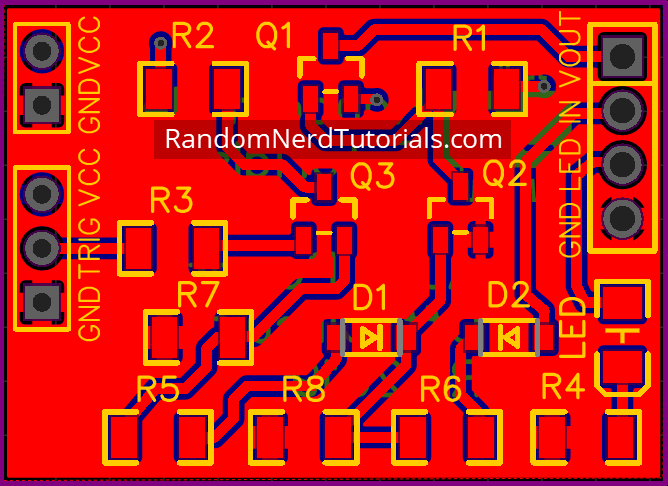 VCC
GND
R2
Q1
R1
VOUT
IN
LED
GND
RandomNerdTutorials.com
VCC
TRIG
GND
R3
Q3
Q2
R7
D1
D2
LED
R5
R8
R6
R4